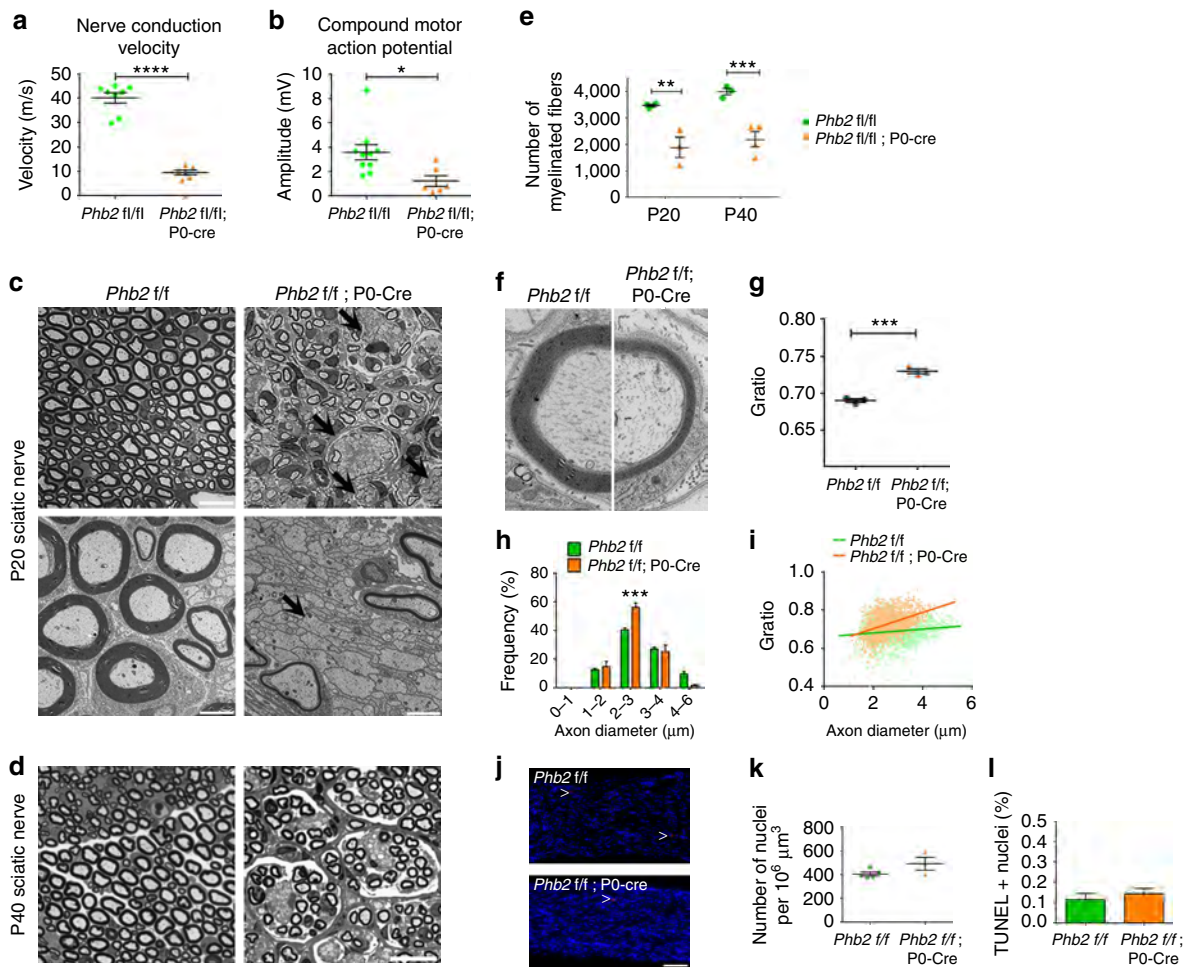 a
Nerve conduction
velocity
****
50
40
30
20
10
0
Velocity (m/s)
Phb2 fl/fl
Phb2 fl/fl;
P0-cre
b
Compound motor
action potential
*
10
8
6
4
2
0
Amplitude (mV)
Phb2 fl/fl
Phb2 fl/fl;
P0-cre
e
**
***
4,000
3,000
2,000
1,000
0
Number of
myelinated fibers
P20
P40
Phb2 fl/fl
Phb2 fl/fl ; P0-cre
c
Phb2 f/f
Phb2 f/f ; P0-Cre
P20 sciatic nerve
d
P40 sciatic nerve
f
Phb2 f/f
Phb2 f/f;
P0-Cre
g
***
0.80
0.75
0.70
0.65
Gratio
Phb2 f/f
Phb2 f/f;
P0-Cre
h
Phb2 f/f
Phb2 f/f; P0-Cre
80
60
40
20
0
Frequency (%)
***
0–1
1–2
2–3
3–4
4–6
Axon diameter (μm)
i
Phb2 f/f
Phb2 f/f ; P0-Cre
1.0
0.8
0.6
0.4
Gratio
0
2
4
6
Axon diameter (μm)
j
Phb2 f/f
>
>
Phb2 f/f ; P0-cre
>
k
800
600
400
200
0
Number of nuclei
per 10⁶ μm³
Phb2 f/f
Phb2 f/f ;
P0-Cre
l
0.5
0.4
0.3
0.2
0.1
0.0
TUNEL + nuclei (%)
Phb2 f/f
Phb2 f/f ;
P0-Cre